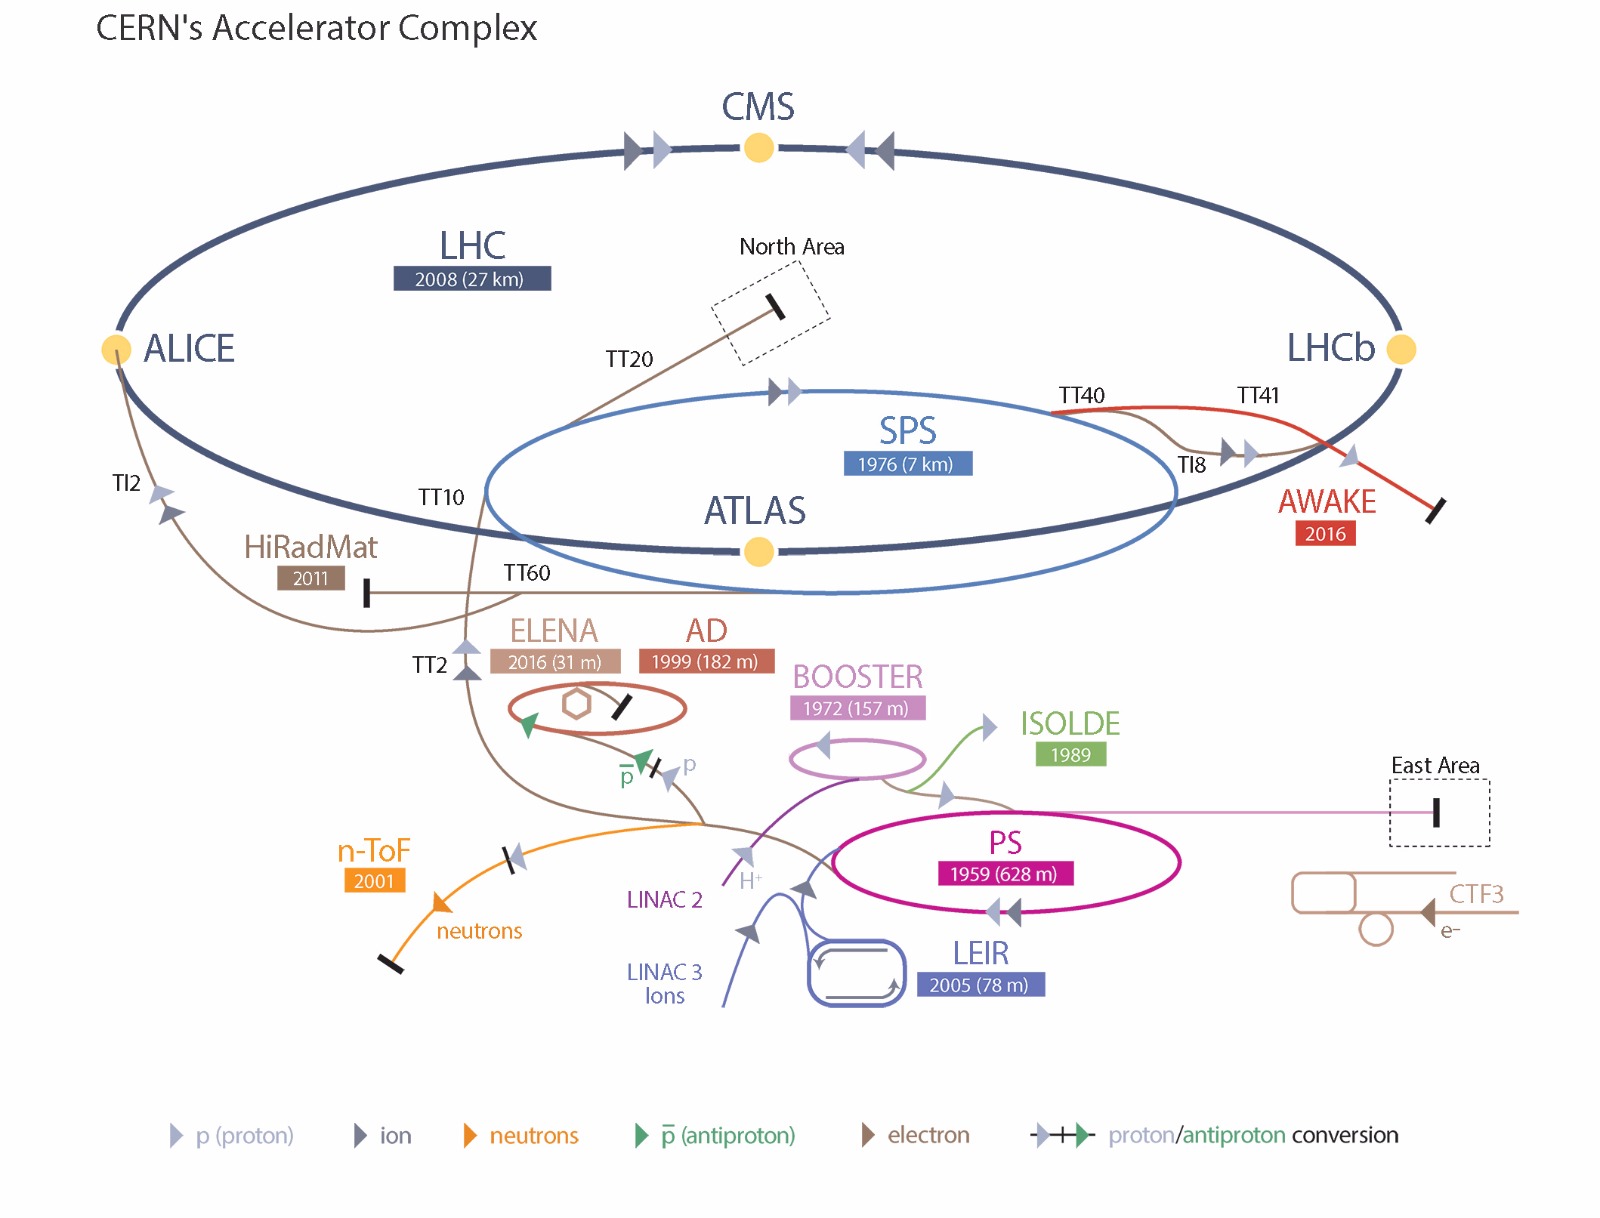 CERN's Accelerator Complex
CMS
LHC
2008 (27 km)
North Area
ALICE
TT20
LHCb
TT40
TT41
SPS
1976 (7 km)
TI8
TI2
TT10
ATLAS
AWAKE
2016
HiRadMat
2011
TT60
ELENA
2016 (31 m)
AD
1999 (182 m)
TT2
BOOSTER
1972 (157 m)
ISOLDE
1989
p̅
p
East Area
n-ToF
2001
PS
1959 (628 m)
H⁺
LINAC 2
neutrons
CTF3
e-
LEIR
2005 (78 m)
LINAC 3
Ions
p (proton)
ion
neutrons
p̅ (antiproton)
electron
proton/antiproton conversion